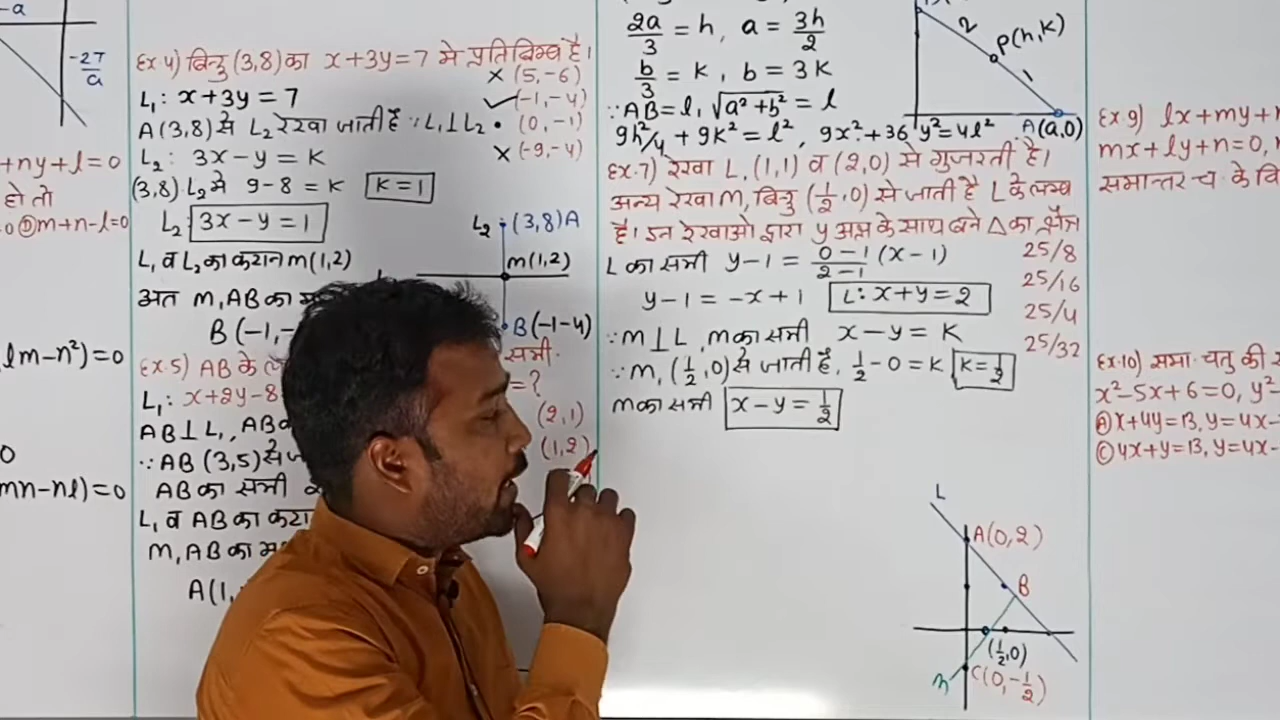 -a
-2T/a
+ny+l=0
हो तो
0 Ⓓ m+n-l=0
lm-n²)=0
0
mn-nl)=0
Ex·4) बिन्दु (3,8) का x+3y=7 मे प्रतिबिम्ब है।
× (5,-6)
L₁: x+3y=7
✓ (-1,-4)
A(3,8) से L₂ रेखा जाती है ∵ L₁⊥L₂
• (0,-1)
L₂: 3x-y=K
× (-9,-4)
(3,8) L₂ मे 9-8=K K=1
L₂ 3x-y=1
L₂ (3,8)A
L₁ व L₂ का कटान M(1,2)
M(1,2)
अत M, AB का
B(-1,-
B(-1-4)
Ex·5) AB के
समी·
L₁: x+2y-8
=?
AB⊥L₁, AB
(2,1)
∵ AB (3,5) से
(1,2)
AB का समी
L₁ व AB का कटा
M, AB का म
A(1,
2a/3 = h, a = 3h/2
b/3 = K, b = 3K
∵ AB=l, √(a²+b²) = l
9h²/4 + 9K² = l², 9x²+36y²=4l²
2
P(h,K)
1
A(a,0)
Ex·7) रेखा L, (1,1) व (2,0) से गुजरती है।
अन्य रेखा M, बिन्दु (1/2,0) से जाती है L के लम्ब
है। इन रेखाओ द्वारा y अक्ष के साथ बने Δ का क्षेत्र
L का समी y-1 = (0-1)/(2-1) (x-1)
25/8
y-1=-x+1 L: x+y=2
25/16
25/4
∵ M⊥L, M का समी x-y=K
25/32
∵ M, (1/2,0) से जाती है, 1/2-0=K K=1/2
M का समी x-y=1/2
L
A(0,2)
B
(1/2,0)
M
C(0,-1/2)
Ex·9) lx+my+n
mx+ly+n=0,
समान्तर च· के वि
Ex·10) समा· चतु की
x²-5x+6=0, y²
Ⓐ x+4y=13, y=4x-
Ⓒ 4x+y=13, y=4x-